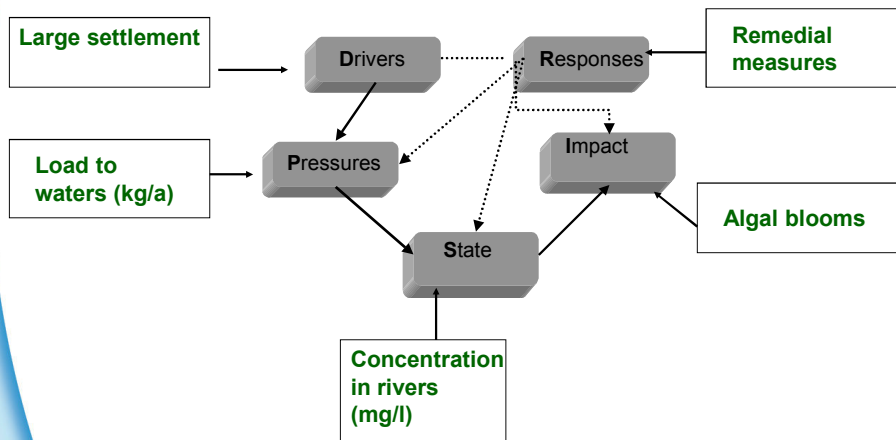 Large settlement
Drivers
Responses
Remedial
measures
Load to
waters (kg/a)
Pressures
Impact
Algal blooms
State
Concentration
in rivers
(mg/l)